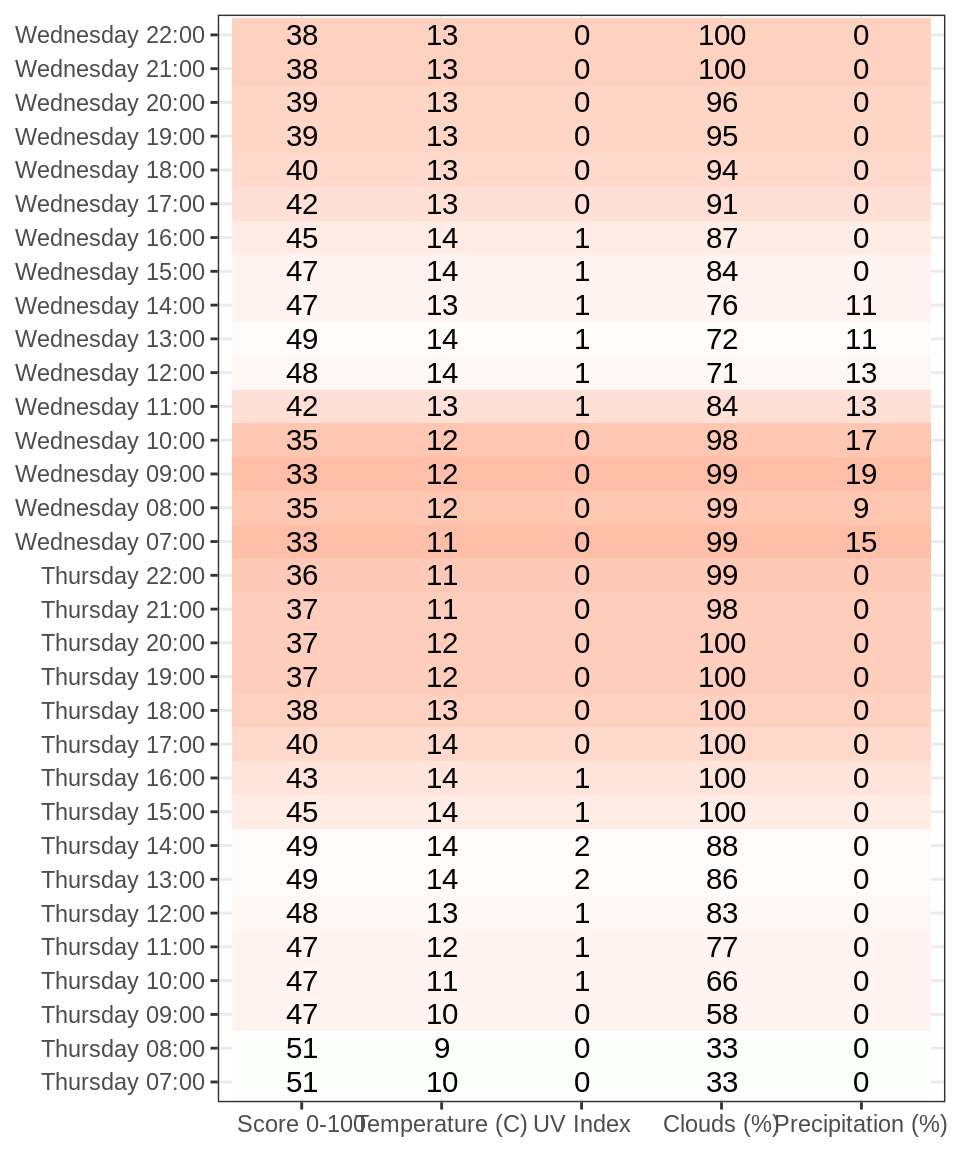 Wednesday 22:00 38 13 0 100 0
Wednesday 21:00 38 13 0 100 0
Wednesday 20:00 39 13 0 96 0
Wednesday 19:00 39 13 0 95 0
Wednesday 18:00 40 13 0 94 0
Wednesday 17:00 42 13 0 91 0
Wednesday 16:00 45 14 1 87 0
Wednesday 15:00 47 14 1 84 0
Wednesday 14:00 47 13 1 76 11
Wednesday 13:00 49 14 1 72 11
Wednesday 12:00 48 14 1 71 13
Wednesday 11:00 42 13 1 84 13
Wednesday 10:00 35 12 0 98 17
Wednesday 09:00 33 12 0 99 19
Wednesday 08:00 35 12 0 99 9
Wednesday 07:00 33 11 0 99 15
Thursday 22:00 36 11 0 99 0
Thursday 21:00 37 11 0 98 0
Thursday 20:00 37 12 0 100 0
Thursday 19:00 37 12 0 100 0
Thursday 18:00 38 13 0 100 0
Thursday 17:00 40 14 0 100 0
Thursday 16:00 43 14 1 100 0
Thursday 15:00 45 14 1 100 0
Thursday 14:00 49 14 2 88 0
Thursday 13:00 49 14 2 86 0
Thursday 12:00 48 13 1 83 0
Thursday 11:00 47 12 1 77 0
Thursday 10:00 47 11 1 66 0
Thursday 09:00 47 10 0 58 0
Thursday 08:00 51 9 0 33 0
Thursday 07:00 51 10 0 33 0
Score 0-100 Temperature (C) UV Index Clouds (%) Precipitation (%)